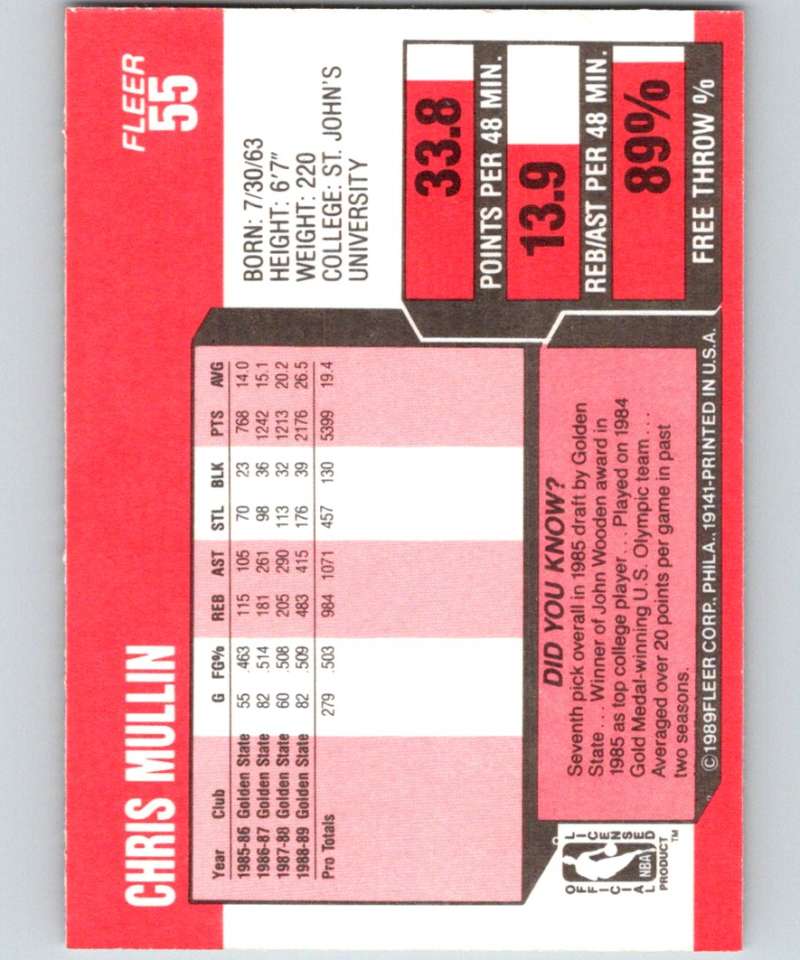 CHRIS MULLIN
FLEER
55
Year Club G FG% REB AST STL BLK PTS AVG
1985-86 Golden State 55 .463 115 105 70 23 768 14.0
1986-87 Golden State 82 .514 181 261 98 36 1242 15.1
1987-88 Golden State 60 .508 205 290 113 32 1213 20.2
1988-89 Golden State 82 .509 483 415 176 39 2176 26.5
Pro Totals 279 .503 984 1071 457 130 5399 19.4
BORN: 7/30/63
HEIGHT: 6'7"
WEIGHT: 220
COLLEGE: ST. JOHN'S
UNIVERSITY
33.8
POINTS PER 48 MIN.
13.9
REB/AST PER 48 MIN.
89%
FREE THROW %
DID YOU KNOW?
Seventh pick overall in 1985 draft by Golden
State . . . Winner of John Wooden award in
1985 as top college player . . . Played on 1984
Gold Medal-winning U.S. Olympic team . . .
Averaged over 20 points per game in past
two seasons.
OFFICIAL LICENSED
NBA
PRODUCT™
©1989FLEER CORP., PHILA., 19141-PRINTED IN U.S.A.